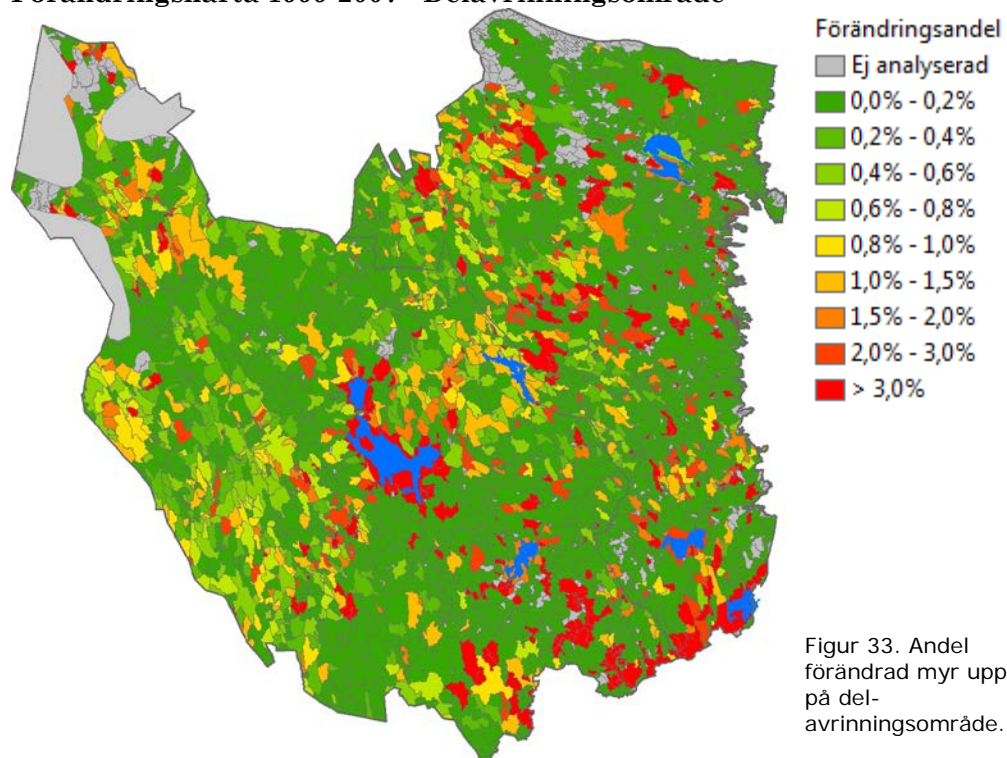 Förändringsandel
Ej analyserad
0,0% - 0,2%
0,2% - 0,4%
0,4% - 0,6%
0,6% - 0,8%
0,8% - 1,0%
1,0% - 1,5%
1,5% - 2,0%
2,0% - 3,0%
> 3,0%
Figur 33. Andel
förändrad myr upp
på del-
avrinningsområde.